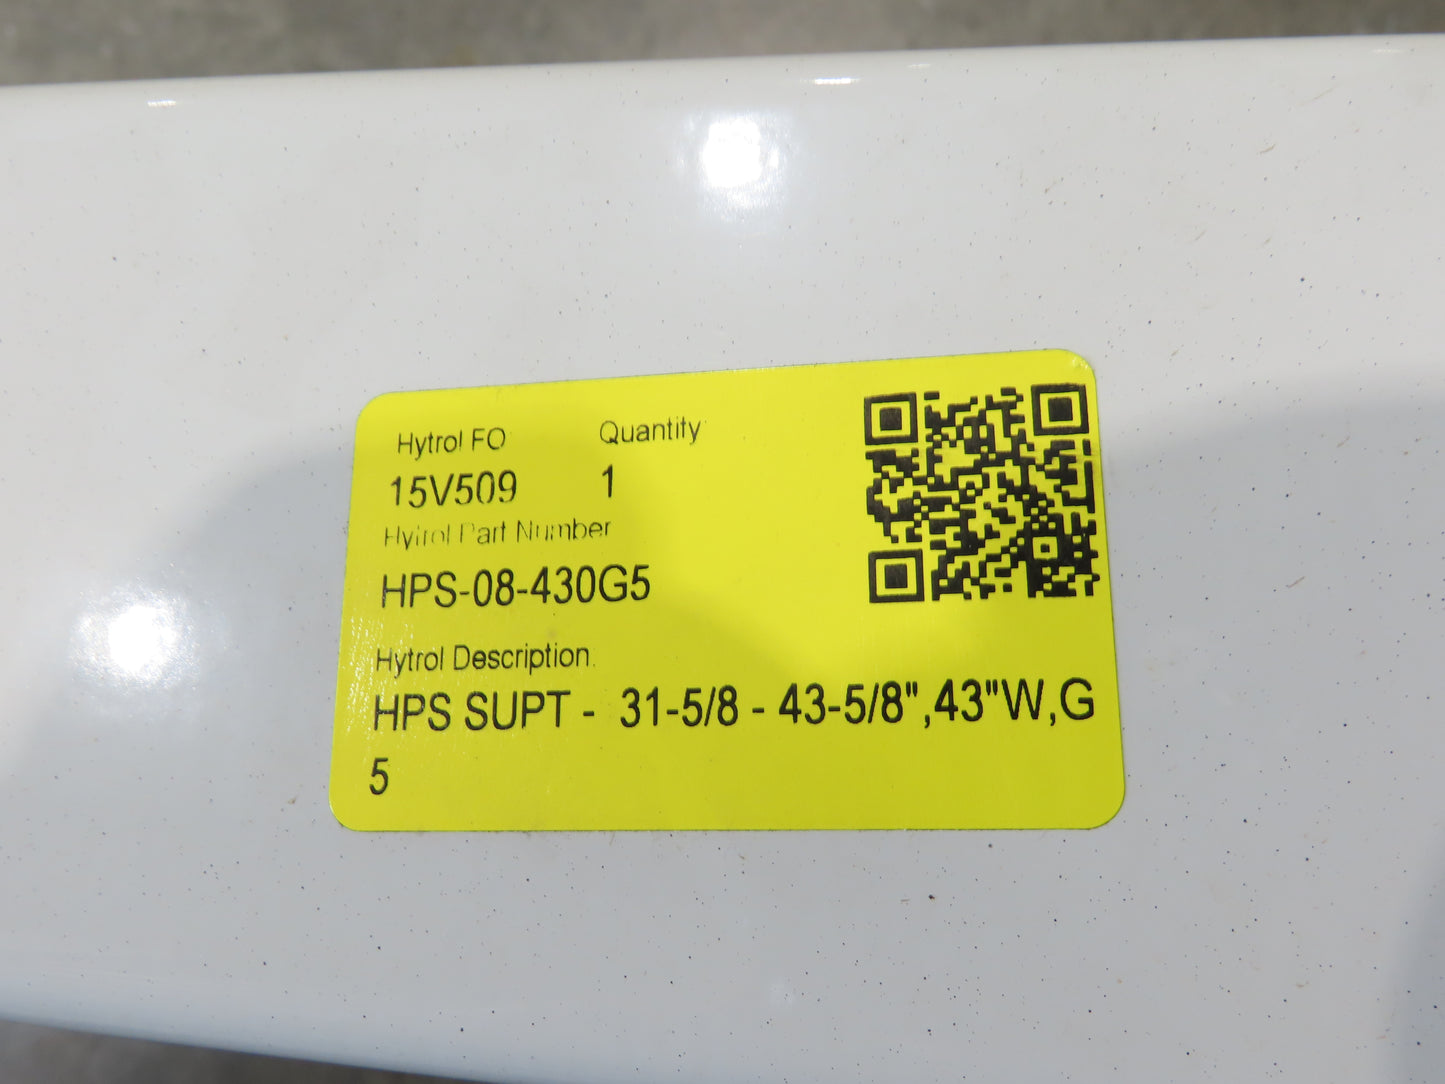 Hytrol FO Quantity
15V509 1
Hytrol Part Number
HPS-08-430G5
Hytrol Description
HPS SUPT - 31-5/8 - 43-5/8",43"W,G
5